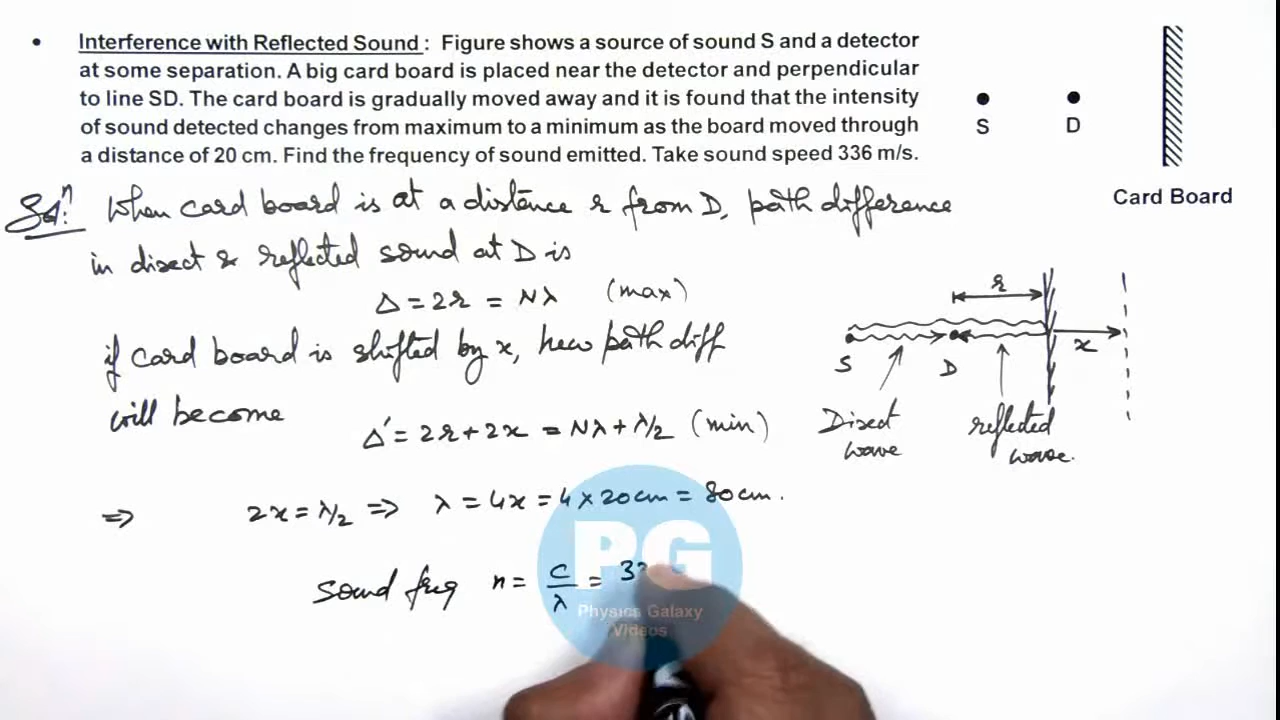 • Interference with Reflected Sound : Figure shows a source of sound S and a detector
at some separation. A big card board is placed near the detector and perpendicular
to line SD. The card board is gradually moved away and it is found that the intensity
of sound detected changes from maximum to a minimum as the board moved through
a distance of 20 cm. Find the frequency of sound emitted. Take sound speed 336 m/s.
S D
Card Board
Solⁿ: When card board is at a distance r from D, path difference
in direct & reflected sound at D is
Δ = 2r = Nλ (max)
if card board is shifted by x, new path diff
will become
Δ' = 2r + 2x = Nλ + λ/2 (min)
⇒ 2x = λ/2 ⇒ λ = 4x = 4 × 20cm = 80cm.
Sound freq n = c/λ = 33
r
x
S D
Direct wave
reflected wave.
PG
Physics Galaxy
Videos